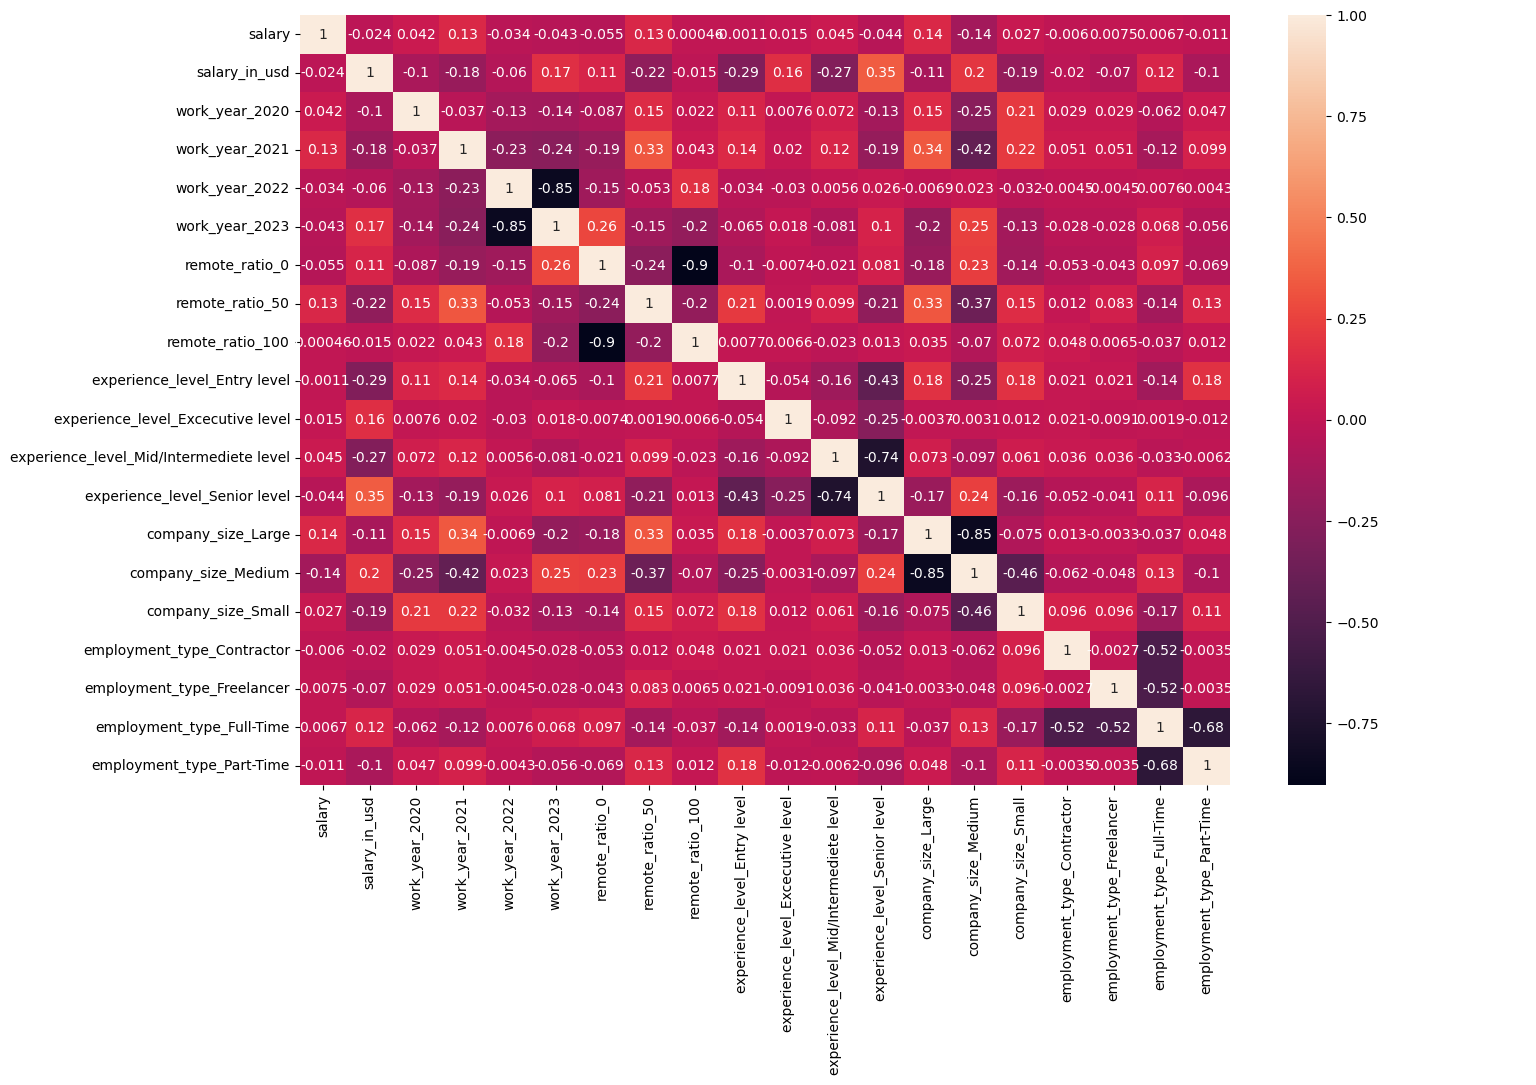 salary 1 -0.024 0.042 0.13 -0.034 -0.043 -0.055 0.13 0.00046 -0.0011 0.015 0.045 -0.044 0.14 -0.14 0.027 -0.006 0.0075 0.0067 -0.011
salary_in_usd -0.024 1 -0.1 -0.18 -0.06 0.17 0.11 -0.22 -0.015 -0.29 0.16 -0.27 0.35 -0.11 0.2 -0.19 -0.02 -0.07 0.12 -0.1
work_year_2020 0.042 -0.1 1 -0.037 -0.13 -0.14 -0.087 0.15 0.022 0.11 0.0076 0.072 -0.13 0.15 -0.25 0.21 0.029 0.029 -0.062 0.047
work_year_2021 0.13 -0.18 -0.037 1 -0.23 -0.24 -0.19 0.33 0.043 0.14 0.02 0.12 -0.19 0.34 -0.42 0.22 0.051 0.051 -0.12 0.099
work_year_2022 -0.034 -0.06 -0.13 -0.23 1 -0.85 -0.15 -0.053 0.18 -0.034 -0.03 0.0056 0.026 -0.0069 0.023 -0.032 -0.0045 -0.0045 0.0076 -0.0043
work_year_2023 -0.043 0.17 -0.14 -0.24 -0.85 1 0.26 -0.15 -0.2 -0.065 0.018 -0.081 0.1 -0.2 0.25 -0.13 -0.028 -0.028 0.068 -0.056
remote_ratio_0 -0.055 0.11 -0.087 -0.19 -0.15 0.26 1 -0.24 -0.9 -0.1 -0.0074 -0.021 0.081 -0.18 0.23 -0.14 -0.053 -0.043 0.097 -0.069
remote_ratio_50 0.13 -0.22 0.15 0.33 -0.053 -0.15 -0.24 1 -0.2 0.21 0.0019 0.099 -0.21 0.33 -0.37 0.15 0.012 0.083 -0.14 0.13
remote_ratio_100 0.00046 -0.015 0.022 0.043 0.18 -0.2 -0.9 -0.2 1 0.0077 0.0066 -0.023 0.013 0.035 -0.07 0.072 0.048 0.0065 -0.037 0.012
experience_level_Entry level -0.0011 -0.29 0.11 0.14 -0.034 -0.065 -0.1 0.21 0.0077 1 -0.054 -0.16 -0.43 0.18 -0.25 0.18 0.021 0.021 -0.14 0.18
experience_level_Excecutive level 0.015 0.16 0.0076 0.02 -0.03 0.018 -0.0074 0.0019 0.0066 -0.054 1 -0.092 -0.25 -0.0037 -0.0031 0.012 0.021 -0.0091 0.0019 -0.012
experience_level_Mid/Intermediete level 0.045 -0.27 0.072 0.12 0.0056 -0.081 -0.021 0.099 -0.023 -0.16 -0.092 1 -0.74 0.073 -0.097 0.061 0.036 0.036 -0.033 -0.0062
experience_level_Senior level -0.044 0.35 -0.13 -0.19 0.026 0.1 0.081 -0.21 0.013 -0.43 -0.25 -0.74 1 -0.17 0.24 -0.16 -0.052 -0.041 0.11 -0.096
company_size_Large 0.14 -0.11 0.15 0.34 -0.0069 -0.2 -0.18 0.33 0.035 0.18 -0.0037 0.073 -0.17 1 -0.85 -0.075 0.013 -0.0033 -0.037 0.048
company_size_Medium -0.14 0.2 -0.25 -0.42 0.023 0.25 0.23 -0.37 -0.07 -0.25 -0.0031 -0.097 0.24 -0.85 1 -0.46 -0.062 -0.048 0.13 -0.1
company_size_Small 0.027 -0.19 0.21 0.22 -0.032 -0.13 -0.14 0.15 0.072 0.18 0.012 0.061 -0.16 -0.075 -0.46 1 0.096 0.096 -0.17 0.11
employment_type_Contractor -0.006 -0.02 0.029 0.051 -0.0045 -0.028 -0.053 0.012 0.048 0.021 0.021 0.036 -0.052 0.013 -0.062 0.096 1 -0.0027 -0.52 -0.0035
employment_type_Freelancer 0.0075 -0.07 0.029 0.051 -0.0045 -0.028 -0.043 0.083 0.0065 0.021 -0.0091 0.036 -0.041 -0.0033 -0.048 0.096 -0.0027 1 -0.52 -0.0035
employment_type_Full-Time 0.0067 0.12 -0.062 -0.12 0.0076 0.068 0.097 -0.14 -0.037 -0.14 0.0019 -0.033 0.11 -0.037 0.13 -0.17 -0.52 -0.52 1 -0.68
employment_type_Part-Time -0.011 -0.1 0.047 0.099 -0.0043 -0.056 -0.069 0.13 0.012 0.18 -0.012 -0.0062 -0.096 0.048 -0.1 0.11 -0.0035 -0.0035 -0.68 1
salary
salary_in_usd
work_year_2020
work_year_2021
work_year_2022
work_year_2023
remote_ratio_0
remote_ratio_50
remote_ratio_100
experience_level_Entry level
experience_level_Excecutive level
experience_level_Mid/Intermediete level
experience_level_Senior level
company_size_Large
company_size_Medium
company_size_Small
employment_type_Contractor
employment_type_Freelancer
employment_type_Full-Time
employment_type_Part-Time
1.00
0.75
0.50
0.25
0.00
−0.25
−0.50
−0.75